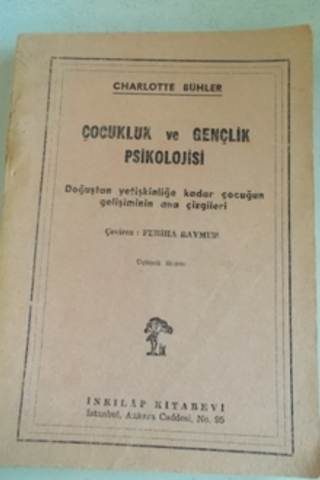 CHARLOTTE BÜHLER
ÇOCUKLUK ve GENÇLİK
PSİKOLOJİSİ
Doğuştan yetişkinliğe kadar çocuğun
gelişiminin ana çizgileri
Çeviren : FERİHA BAYMUR
İNKILÂP KİTABEVİ
İstanbul, Ankara Caddesi, No. 95